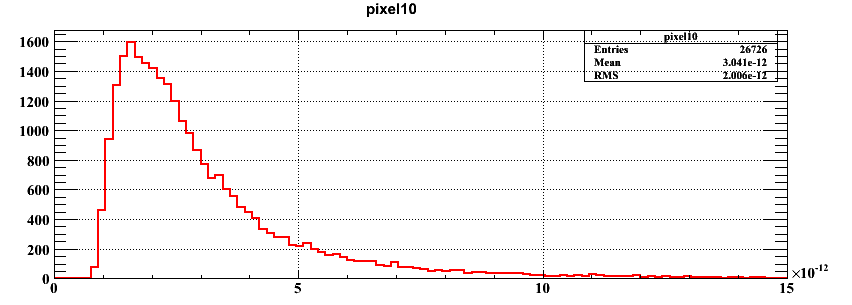 pixel10
pixel10
Entries 26726
Mean 3.041e-12
RMS 2.006e-12
1600
1400
1200
1000
800
600
400
200
0
0 5 10 15 ×10-12